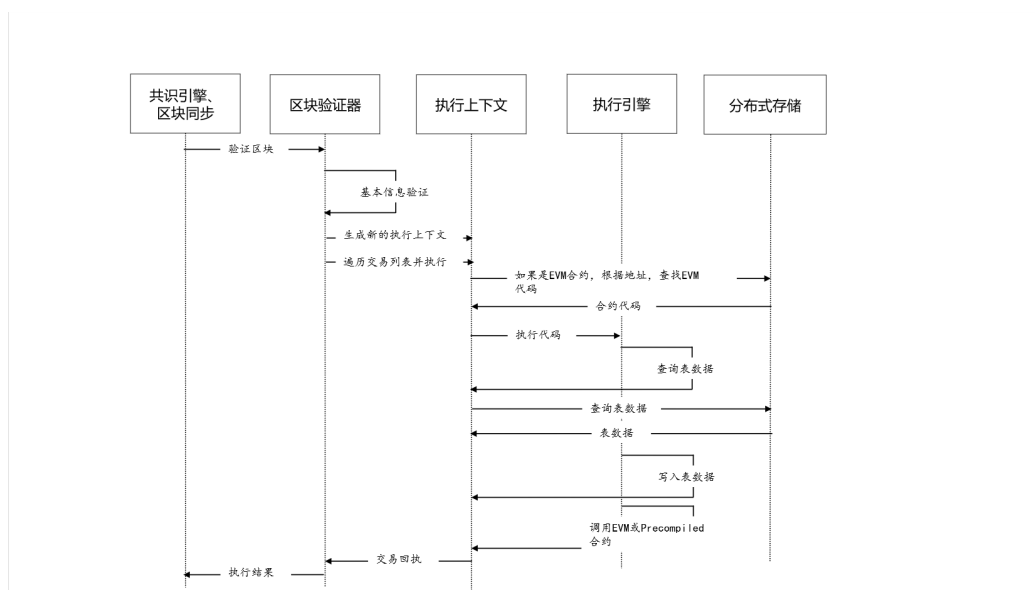 共识引擎、
区块同步
区块验证器
执行上下文
执行引擎
分布式存储
验证区块
基本信息验证
生成新的执行上下文
遍历交易列表并执行
如果是EVM合约，根据地址，查找EVM
代码
合约代码
执行代码
查询表数据
查询表数据
表数据
写入表数据
调用EVM或Precompiled
合约
交易回执
执行结果